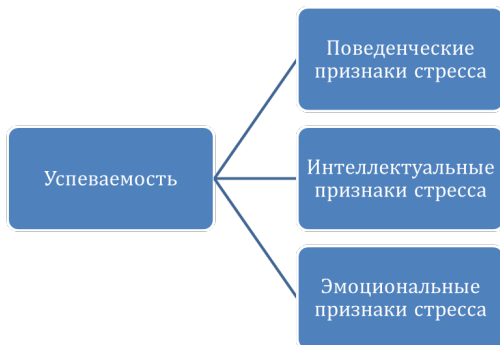 Поведенческие
признаки стресса
Успеваемость
Интеллектуальные
признаки стресса
Эмоциональные
признаки стресса